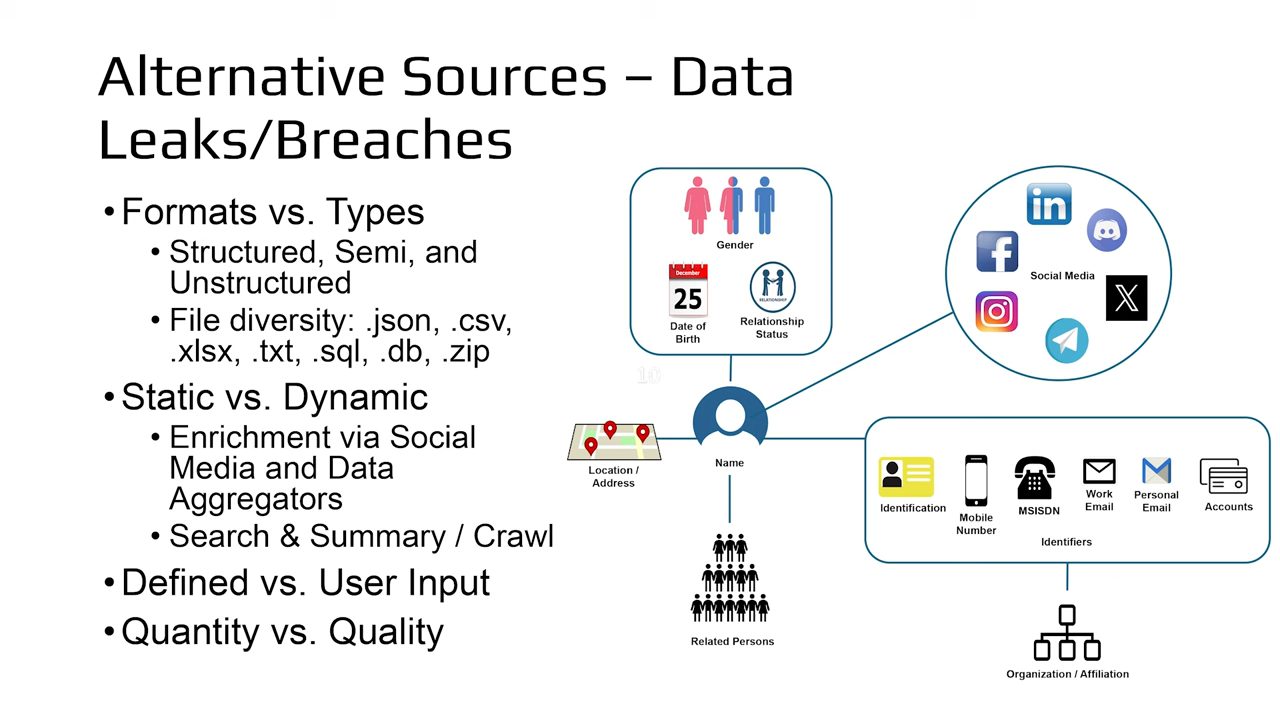 Alternative Sources – Data
Leaks/Breaches
• Formats vs. Types
• Structured, Semi, and
Unstructured
• File diversity: .json, .csv,
.xlsx, .txt, .sql, .db, .zip
• Static vs. Dynamic
• Enrichment via Social
Media and Data
Aggregators
• Search & Summary / Crawl
• Defined vs. User Input
• Quantity vs. Quality
Gender
December
25
Date of
Birth
RELATIONSHIP
Relationship
Status
in
f
Social Media
X
10
Location /
Address
Name
Related Persons
Identification
Mobile
Number
MSISDN
Work
Email
Personal
Email
Accounts
Identifiers
Organization / Affiliation